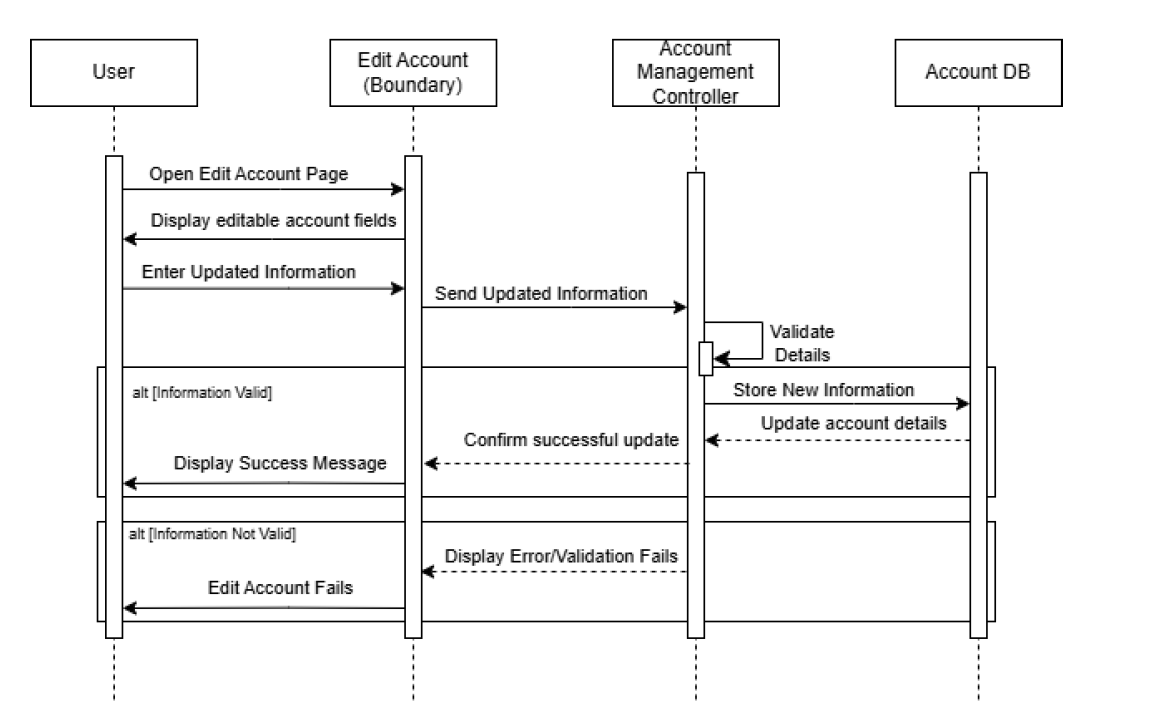 User
Edit Account
(Boundary)
Account
Management
Controller
Account DB
Open Edit Account Page
Display editable account fields
Enter Updated Information
Send Updated Information
Validate
Details
alt [Information Valid]
Store New Information
Update account details
Confirm successful update
Display Success Message
alt [Information Not Valid]
Display Error/Validation Fails
Edit Account Fails